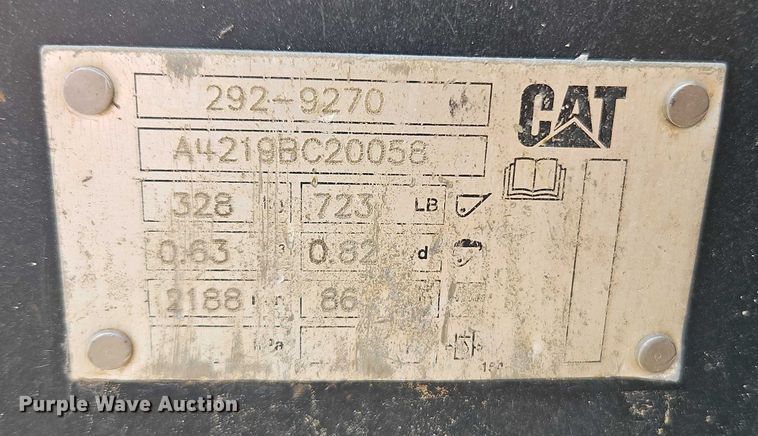 292-9270
CAT
A4219BC20058
328 723 LB
0.63 0.82 d
2188 86
Purple Wave Auction